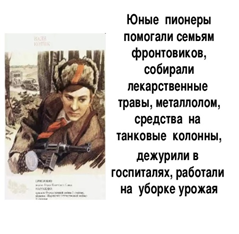 Юные пионеры
помогали семьям
фронтовиков,
собирали
лекарственные
травы, металлолом,
средства на
танковые колонны,
дежурили в
госпиталях, работали
на уборке урожая